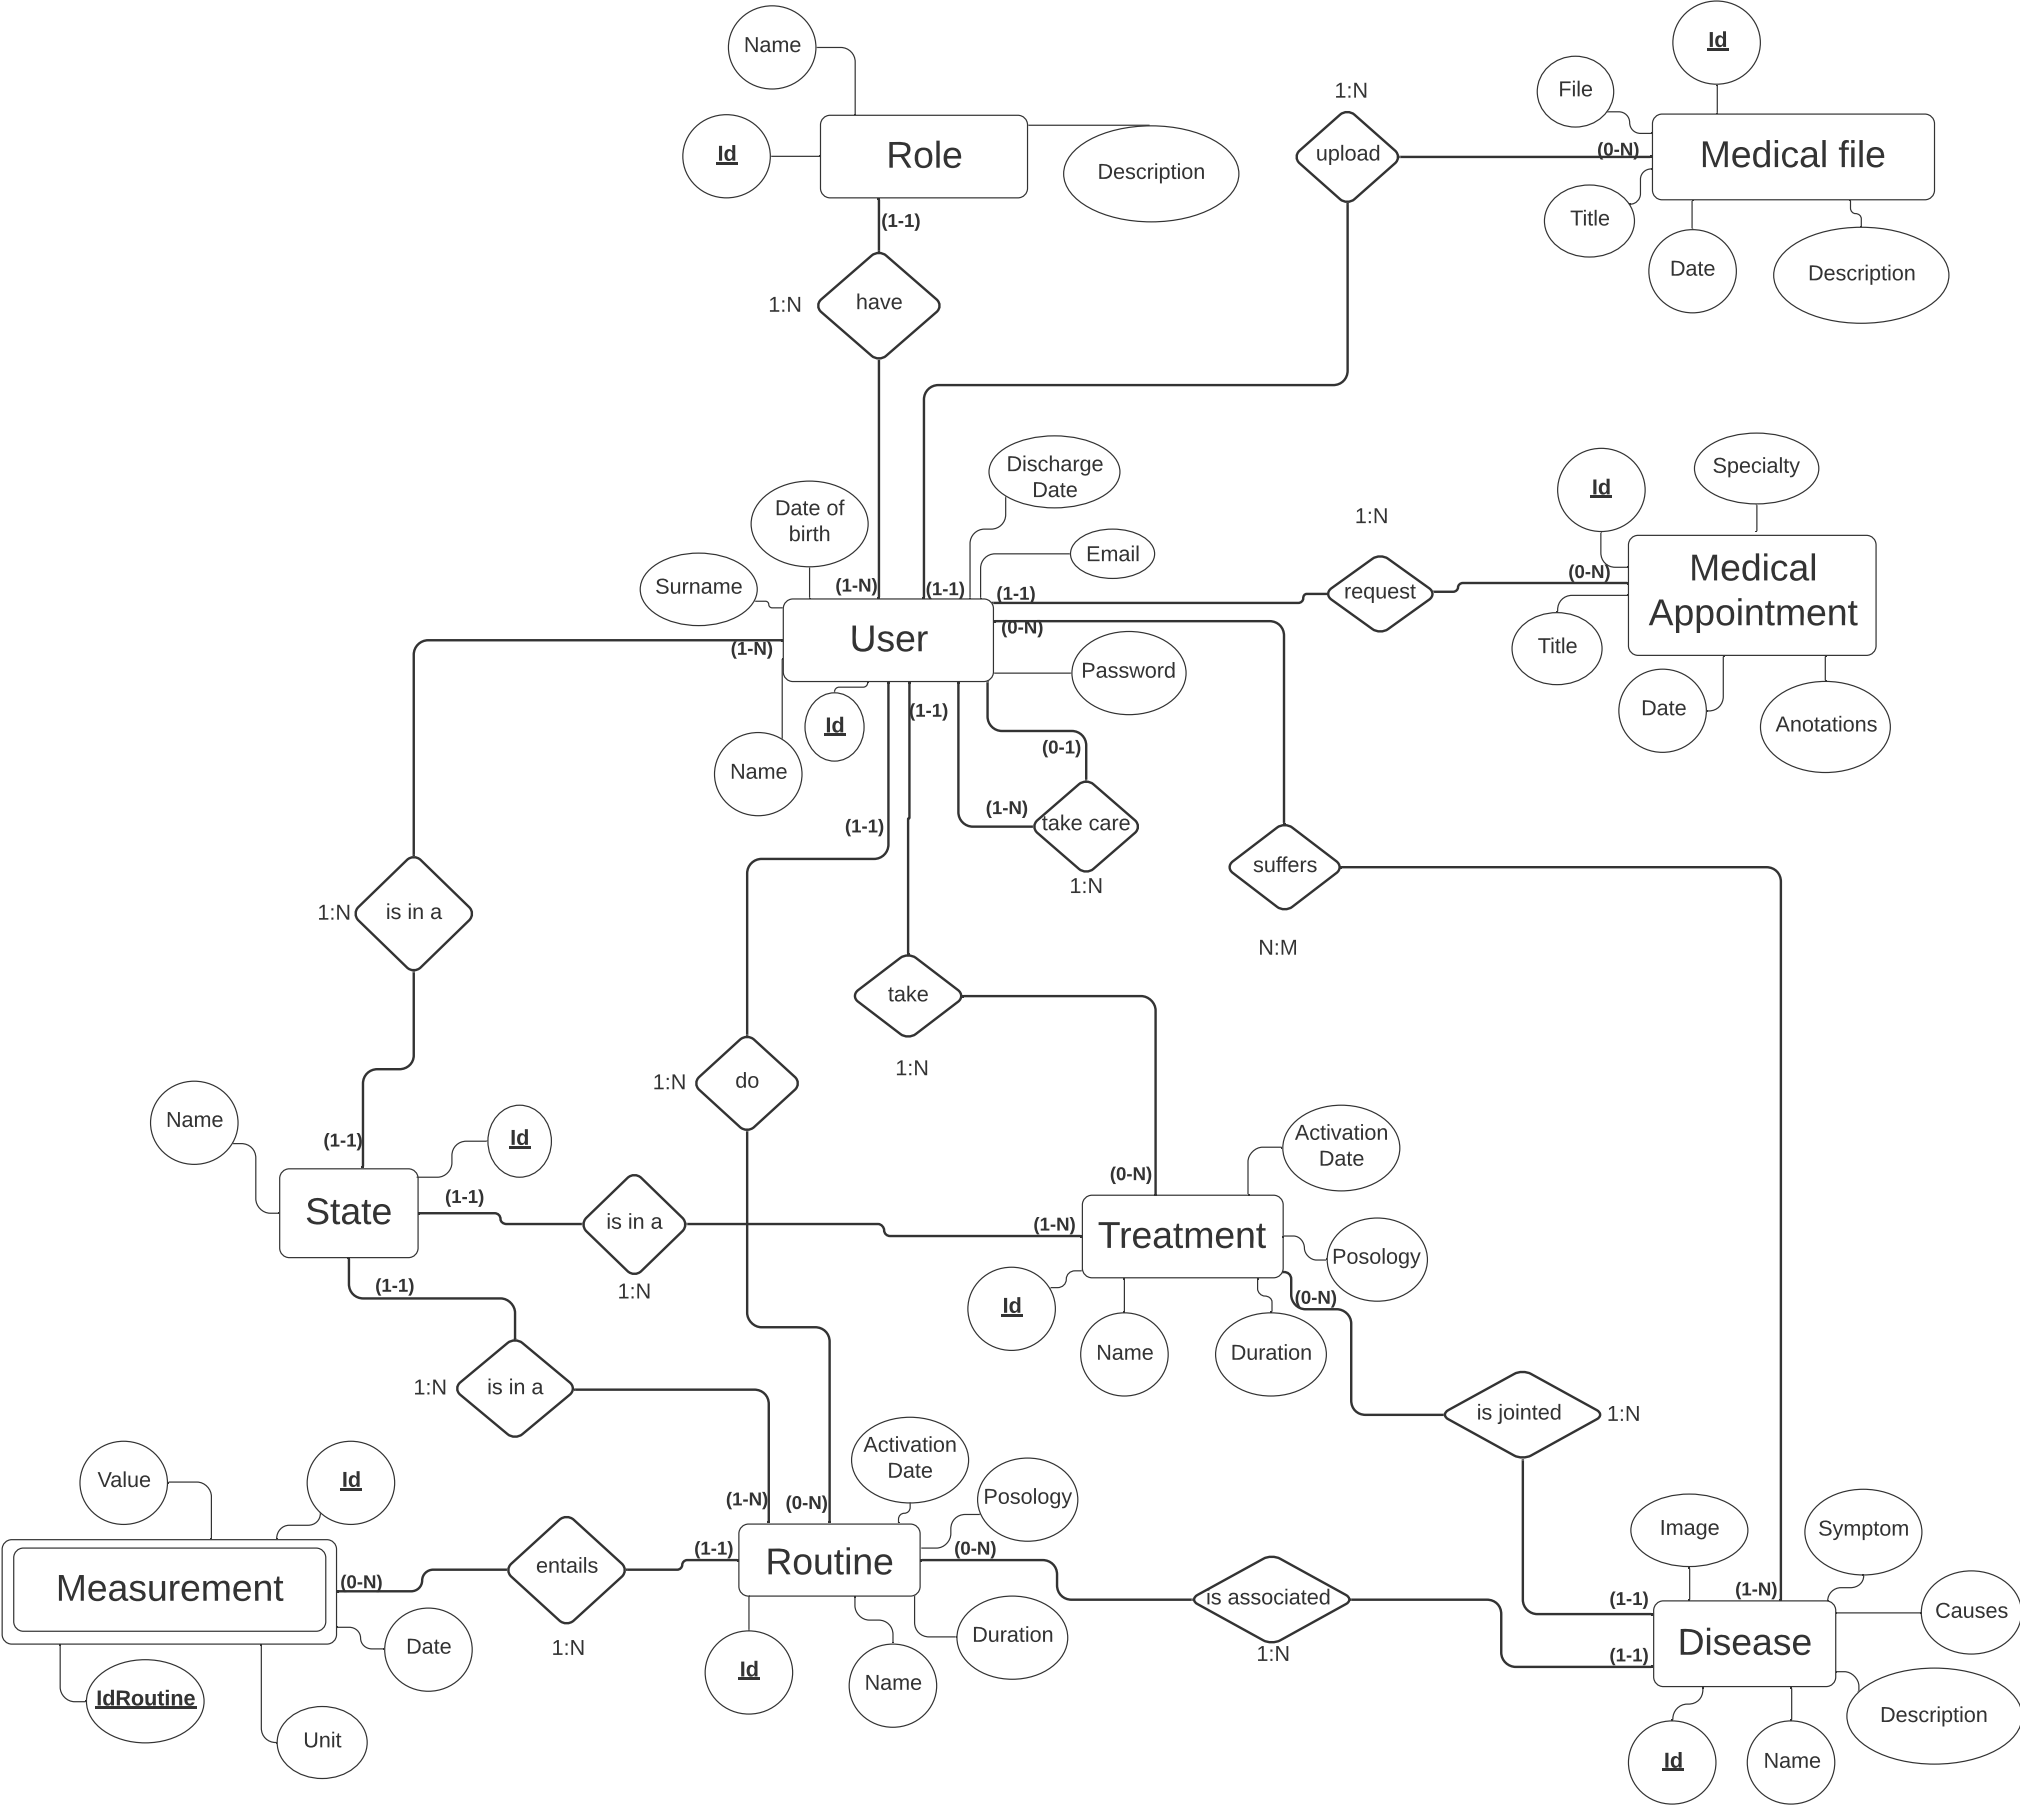 Name
Id
Role
Description
(1-1)
1:N
have
1:N
upload
(0-N)
Id
File
Medical file
Title
Date
Description
Discharge
Date
Date of
birth
Email
Surname
(1-N)
(1-1)
(1-1)
User
(0-N)
(1-N)
Password
Id
Name
(1-1)
(1-1)
(0-1)
(1-N)
take care
1:N
1:N
request
(0-N)
Id
Specialty
Medical
Appointment
Title
Date
Anotations
suffers
N:M
1:N
is in a
take
1:N
1:N
do
Name
(1-1)
Id
State
(1-1)
is in a
1:N
(1-N)
(0-N)
Activation
Date
Treatment
Posology
Id
Name
Duration
(0-N)
(1-1)
1:N
is in a
is jointed
1:N
Value
Id
Measurement
(0-N)
Date
IdRoutine
Unit
entails
1:N
(1-1)
(1-N)
(0-N)
Activation
Date
Posology
Routine
(0-N)
Id
Name
Duration
is associated
1:N
Image
Symptom
(1-N)
(1-1)
Causes
Disease
(1-1)
Description
Id
Name